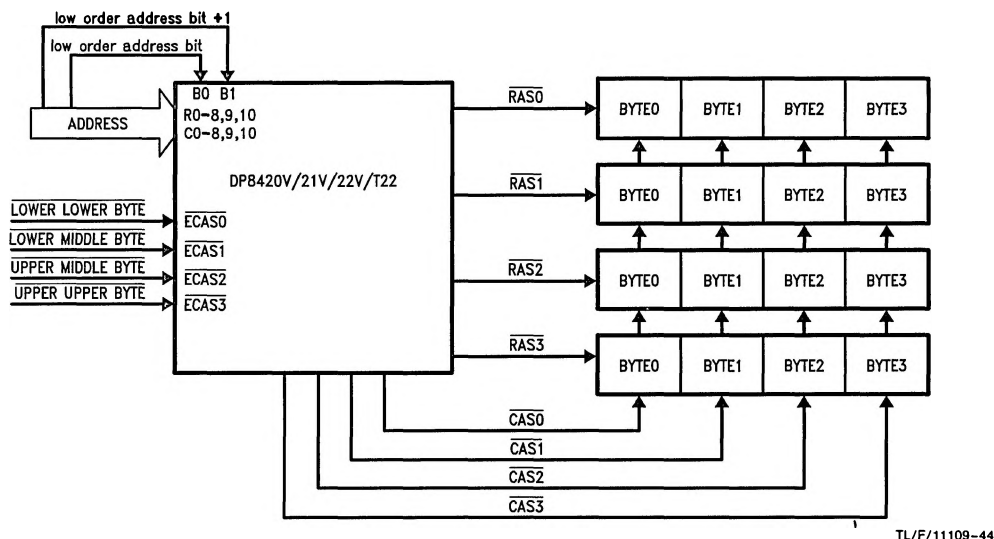 low order address bit +1
low order address bit
B0 B1
ADDRESS
R0-8,9,10
C0-8,9,10
DP8420V/21V/22V/T22
LOWER LOWER BYTE
LOWER MIDDLE BYTE
UPPER MIDDLE BYTE
UPPER UPPER BYTE
ECAS0
ECAS1
ECAS2
ECAS3
RAS0
BYTE0 BYTE1 BYTE2 BYTE3
RAS1
BYTE0 BYTE1 BYTE2 BYTE3
RAS2
BYTE0 BYTE1 BYTE2 BYTE3
RAS3
BYTE0 BYTE1 BYTE2 BYTE3
CAS0
CAS1
CAS2
CAS3
TL/F/11109-44